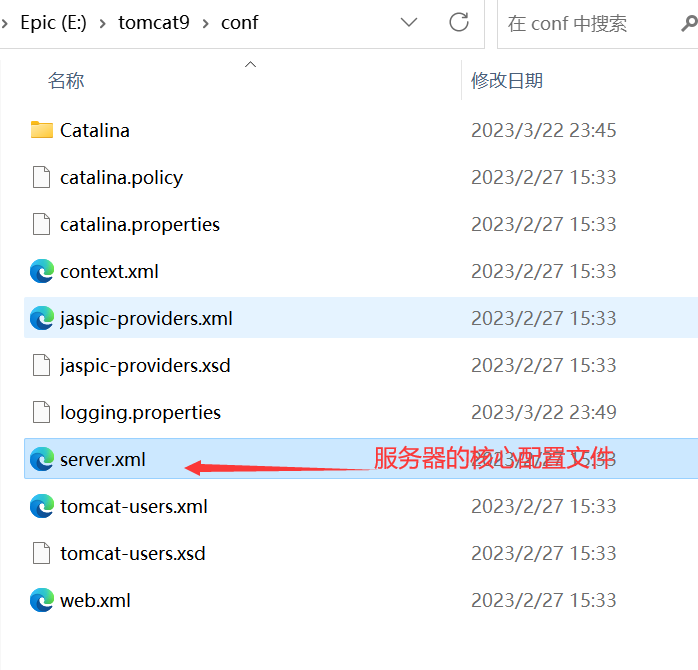 Epic (E:) > tomcat9 > conf
在 conf 中搜索
名称 修改日期
Catalina 2023/3/22 23:45
catalina.policy 2023/2/27 15:33
catalina.properties 2023/2/27 15:33
context.xml 2023/2/27 15:33
jaspic-providers.xml 2023/2/27 15:33
jaspic-providers.xsd 2023/2/27 15:33
logging.properties 2023/3/22 23:49
server.xml 服务器的核心配置文件 2023/2/27 15:33
tomcat-users.xml 2023/2/27 15:33
tomcat-users.xsd 2023/2/27 15:33
web.xml 2023/2/27 15:33